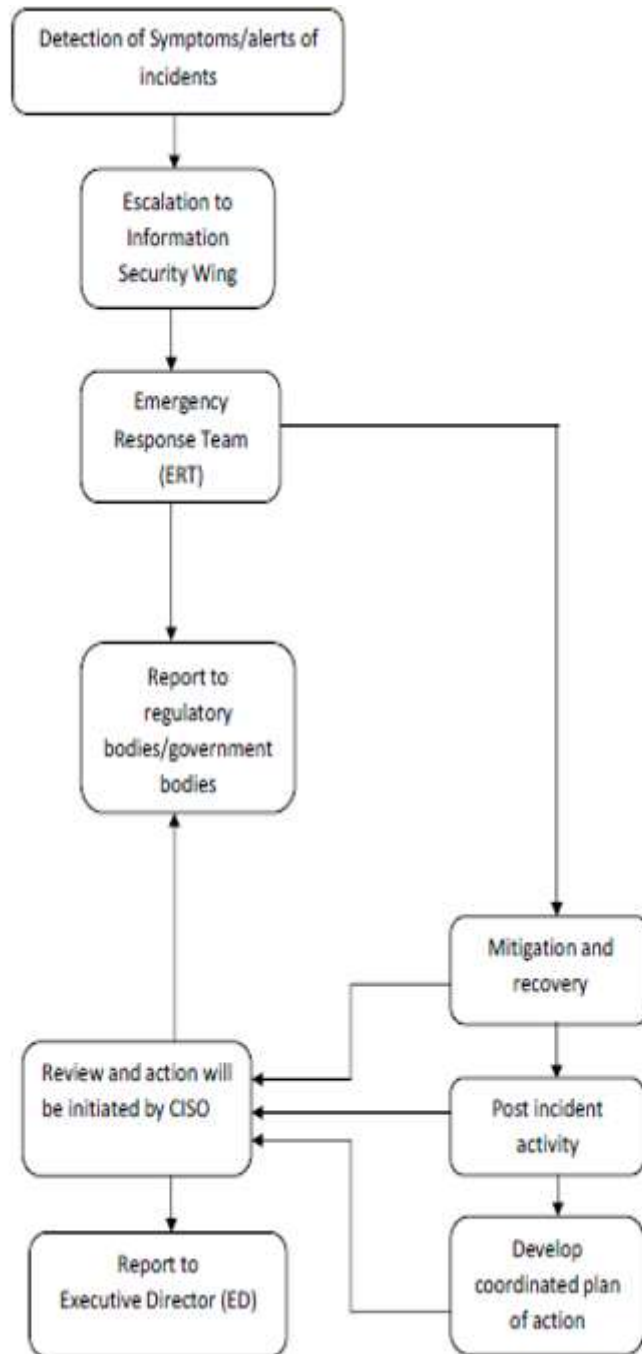 Detection of Symptoms/alerts of
incidents
Escalation to
Information
Security Wing
Emergency
Response Team
(ERT)
Report to
regulatory
bodies/government
bodies
Mitigation and
recovery
Review and action will
be initiated by CISO
Post incident
activity
Report to
Executive Director (ED)
Develop
coordinated plan
of action